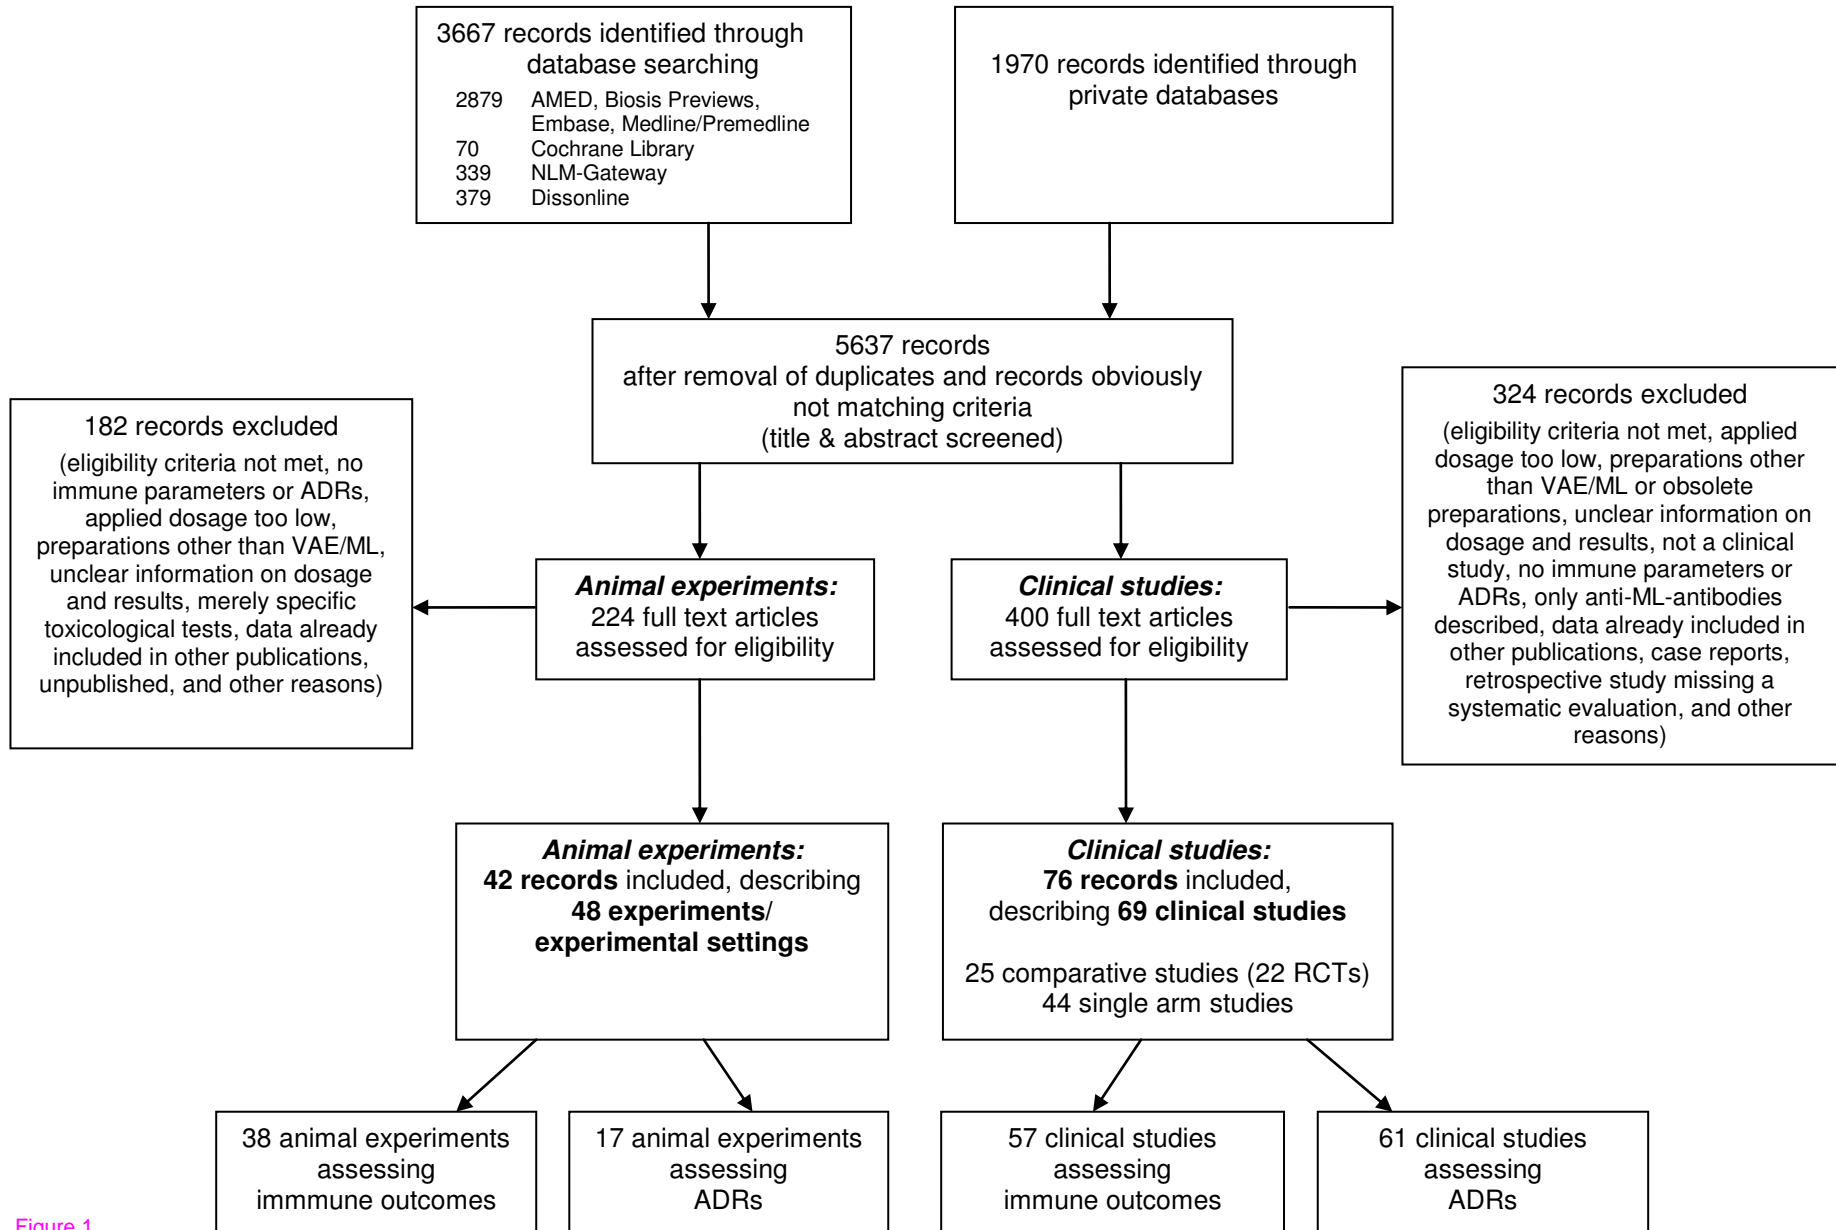 3667 records identified through
database searching
2879 AMED, Biosis Previews,
Embase, Medline/Premedline
70 Cochrane Library
339 NLM-Gateway
379 Dissonline
1970 records identified through
private databases
5637 records
after removal of duplicates and records obviously
not matching criteria
(title & abstract screened)
182 records excluded
(eligibility criteria not met, no
immune parameters or ADRs,
applied dosage too low,
preparations other than VAE/ML,
unclear information on dosage
and results, merely specific
toxicological tests, data already
included in other publications,
unpublished, and other reasons)
324 records excluded
(eligibility criteria not met, applied
dosage too low, preparations other
than VAE/ML or obsolete
preparations, unclear information on
dosage and results, not a clinical
study, no immune parameters or
ADRs, only anti-ML-antibodies
described, data already included in
other publications, case reports,
retrospective study missing a
systematic evaluation, and other
reasons)
Animal experiments:
224 full text articles
assessed for eligibility
Clinical studies:
400 full text articles
assessed for eligibility
Animal experiments:
42 records included, describing
48 experiments/
experimental settings
Clinical studies:
76 records included,
describing 69 clinical studies
25 comparative studies (22 RCTs)
44 single arm studies
38 animal experiments
assessing
immmune outcomes
17 animal experiments
assessing
ADRs
57 clinical studies
assessing
immune outcomes
61 clinical studies
assessing
ADRs
Figure 1